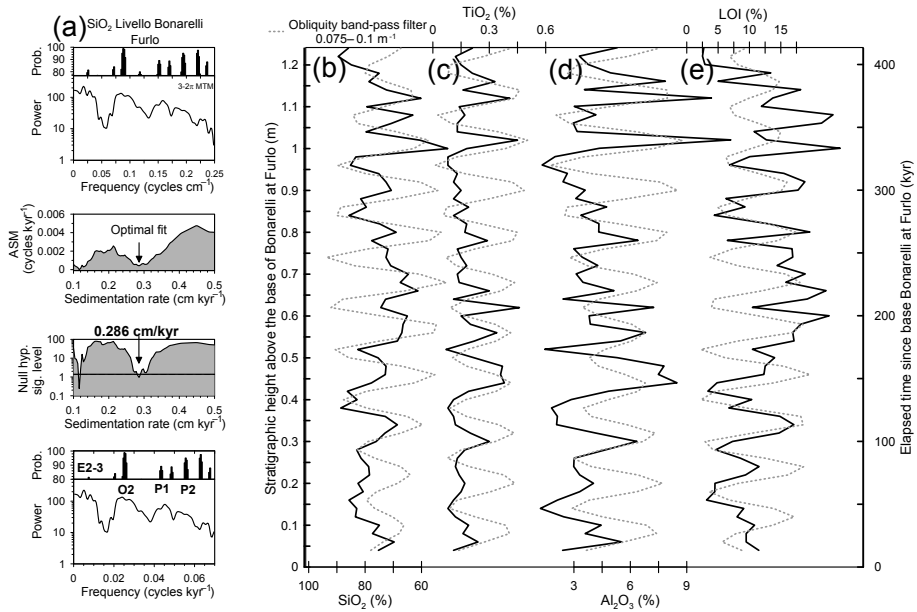 (a) SiO2 Livello Bonarelli
Furlo
Prob.
100
90
80
3-2π MTM
Power
100
10
1
0 0.05 0.1 0.15 0.2 0.25
Frequency (cycles cm-1)
ASM
(cycles kyr-1)
0.006
0.004
0.002
0
Optimal fit
0.1 0.2 0.3 0.4 0.5
Sedimentation rate (cm kyr-1)
0.286 cm/kyr
Null hyp.
sig. level
100
10
1
0.1
0.1 0.2 0.3 0.4 0.5
Sedimentation rate (cm kyr-1)
Prob.
100
90
80
E2-3
O2 P1 P2
Power
100
10
1
0 0.02 0.04 0.06
Frequency (cycles kyr-1)
Obliquity band-pass filter
0.075–0.1 m-1
TiO2 (%)
0 0.3 0.6
LOI (%)
0 5 10 15
(b) (c) (d) (e)
Stratigraphic height above the base of Bonarelli at Furlo (m)
1.2
1.1
1
0.9
0.8
0.7
0.6
0.5
0.4
0.3
0.2
0.1
0
Elapsed time since base Bonarelli at Furlo (kyr)
400
300
200
100
0
100 80 60
SiO2 (%)
3 6 9
Al2O3 (%)